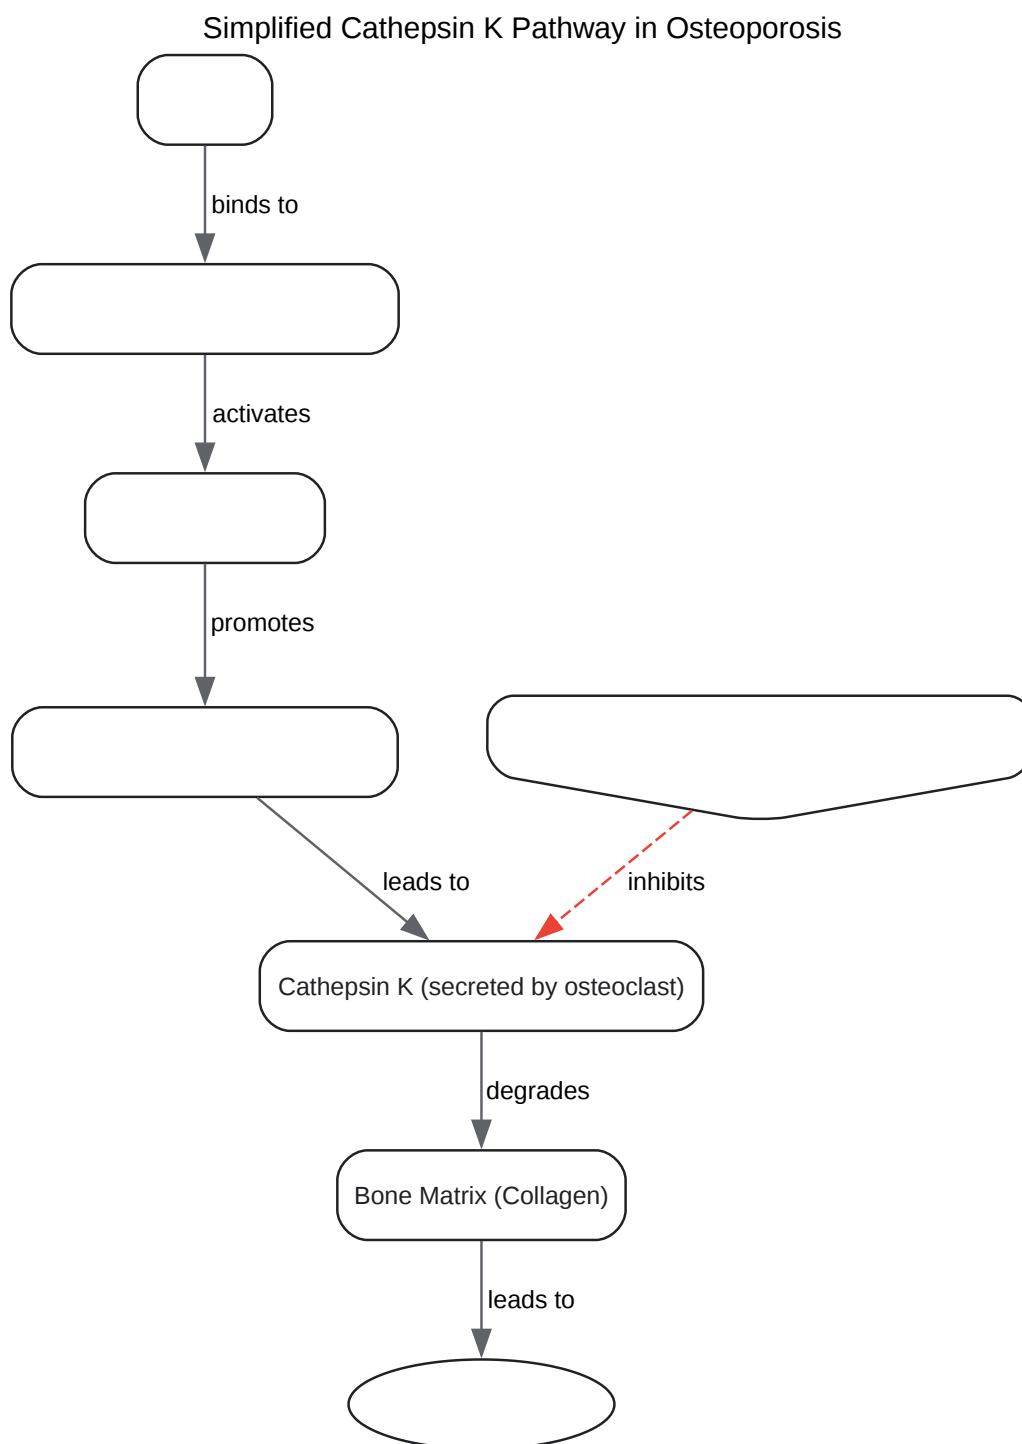 Simplified Cathepsin K Pathway in Osteoporosis
binds to
activates
promotes
leads to
inhibits
Cathepsin K (secreted by osteoclast)
degrades
Bone Matrix (Collagen)
leads to